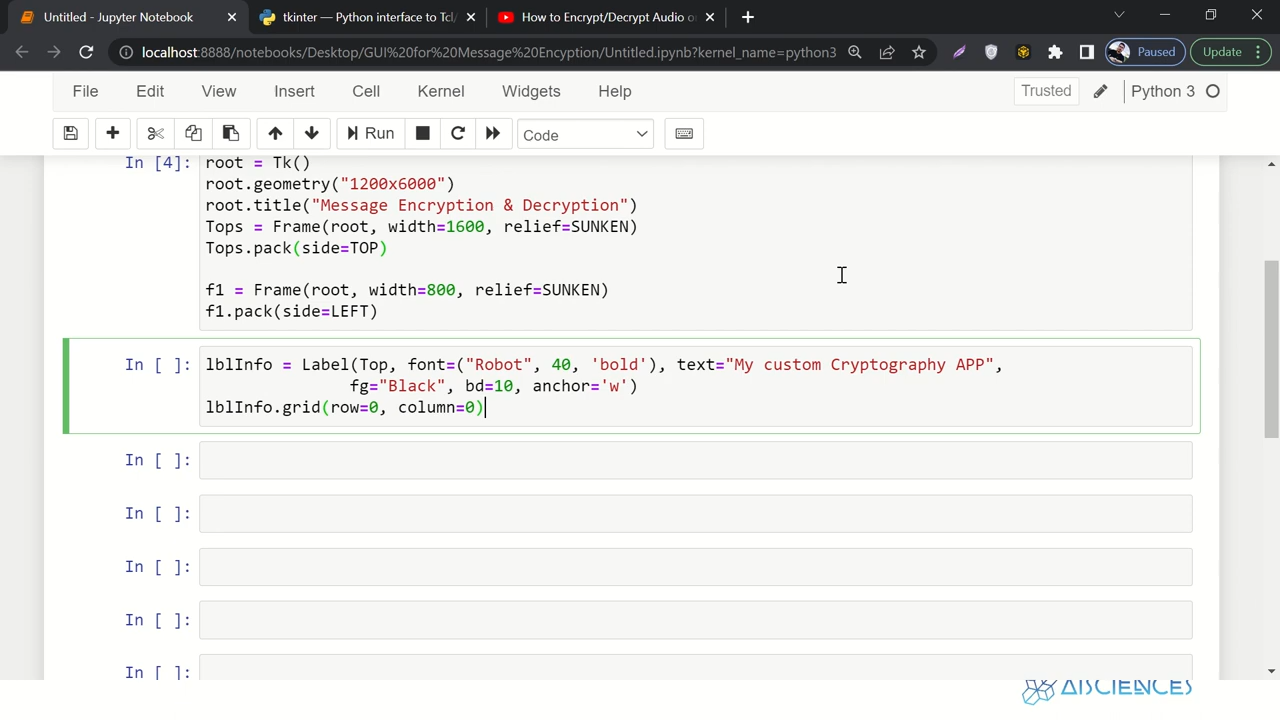 Untitled - Jupyter Notebook
tkinter — Python interface to Tcl/
How to Encrypt/Decrypt Audio o
localhost:8888/notebooks/Desktop/GUI%20for%20Message%20Encyption/Untitled.ipynb?kernel_name=python3
Paused
Update
File Edit View Insert Cell Kernel Widgets Help
Trusted
Python 3
Run
Code
In [4]: root = Tk()
root.geometry("1200x6000")
root.title("Message Encryption & Decryption")
Tops = Frame(root, width=1600, relief=SUNKEN)
Tops.pack(side=TOP)
f1 = Frame(root, width=800, relief=SUNKEN)
f1.pack(side=LEFT)
In [ ]: lblInfo = Label(Top, font=("Robot", 40, 'bold'), text="My custom Cryptography APP",
fg="Black", bd=10, anchor='w')
lblInfo.grid(row=0, column=0)
In [ ]:
In [ ]:
In [ ]:
In [ ]:
In [ ]:
AISCIENCES